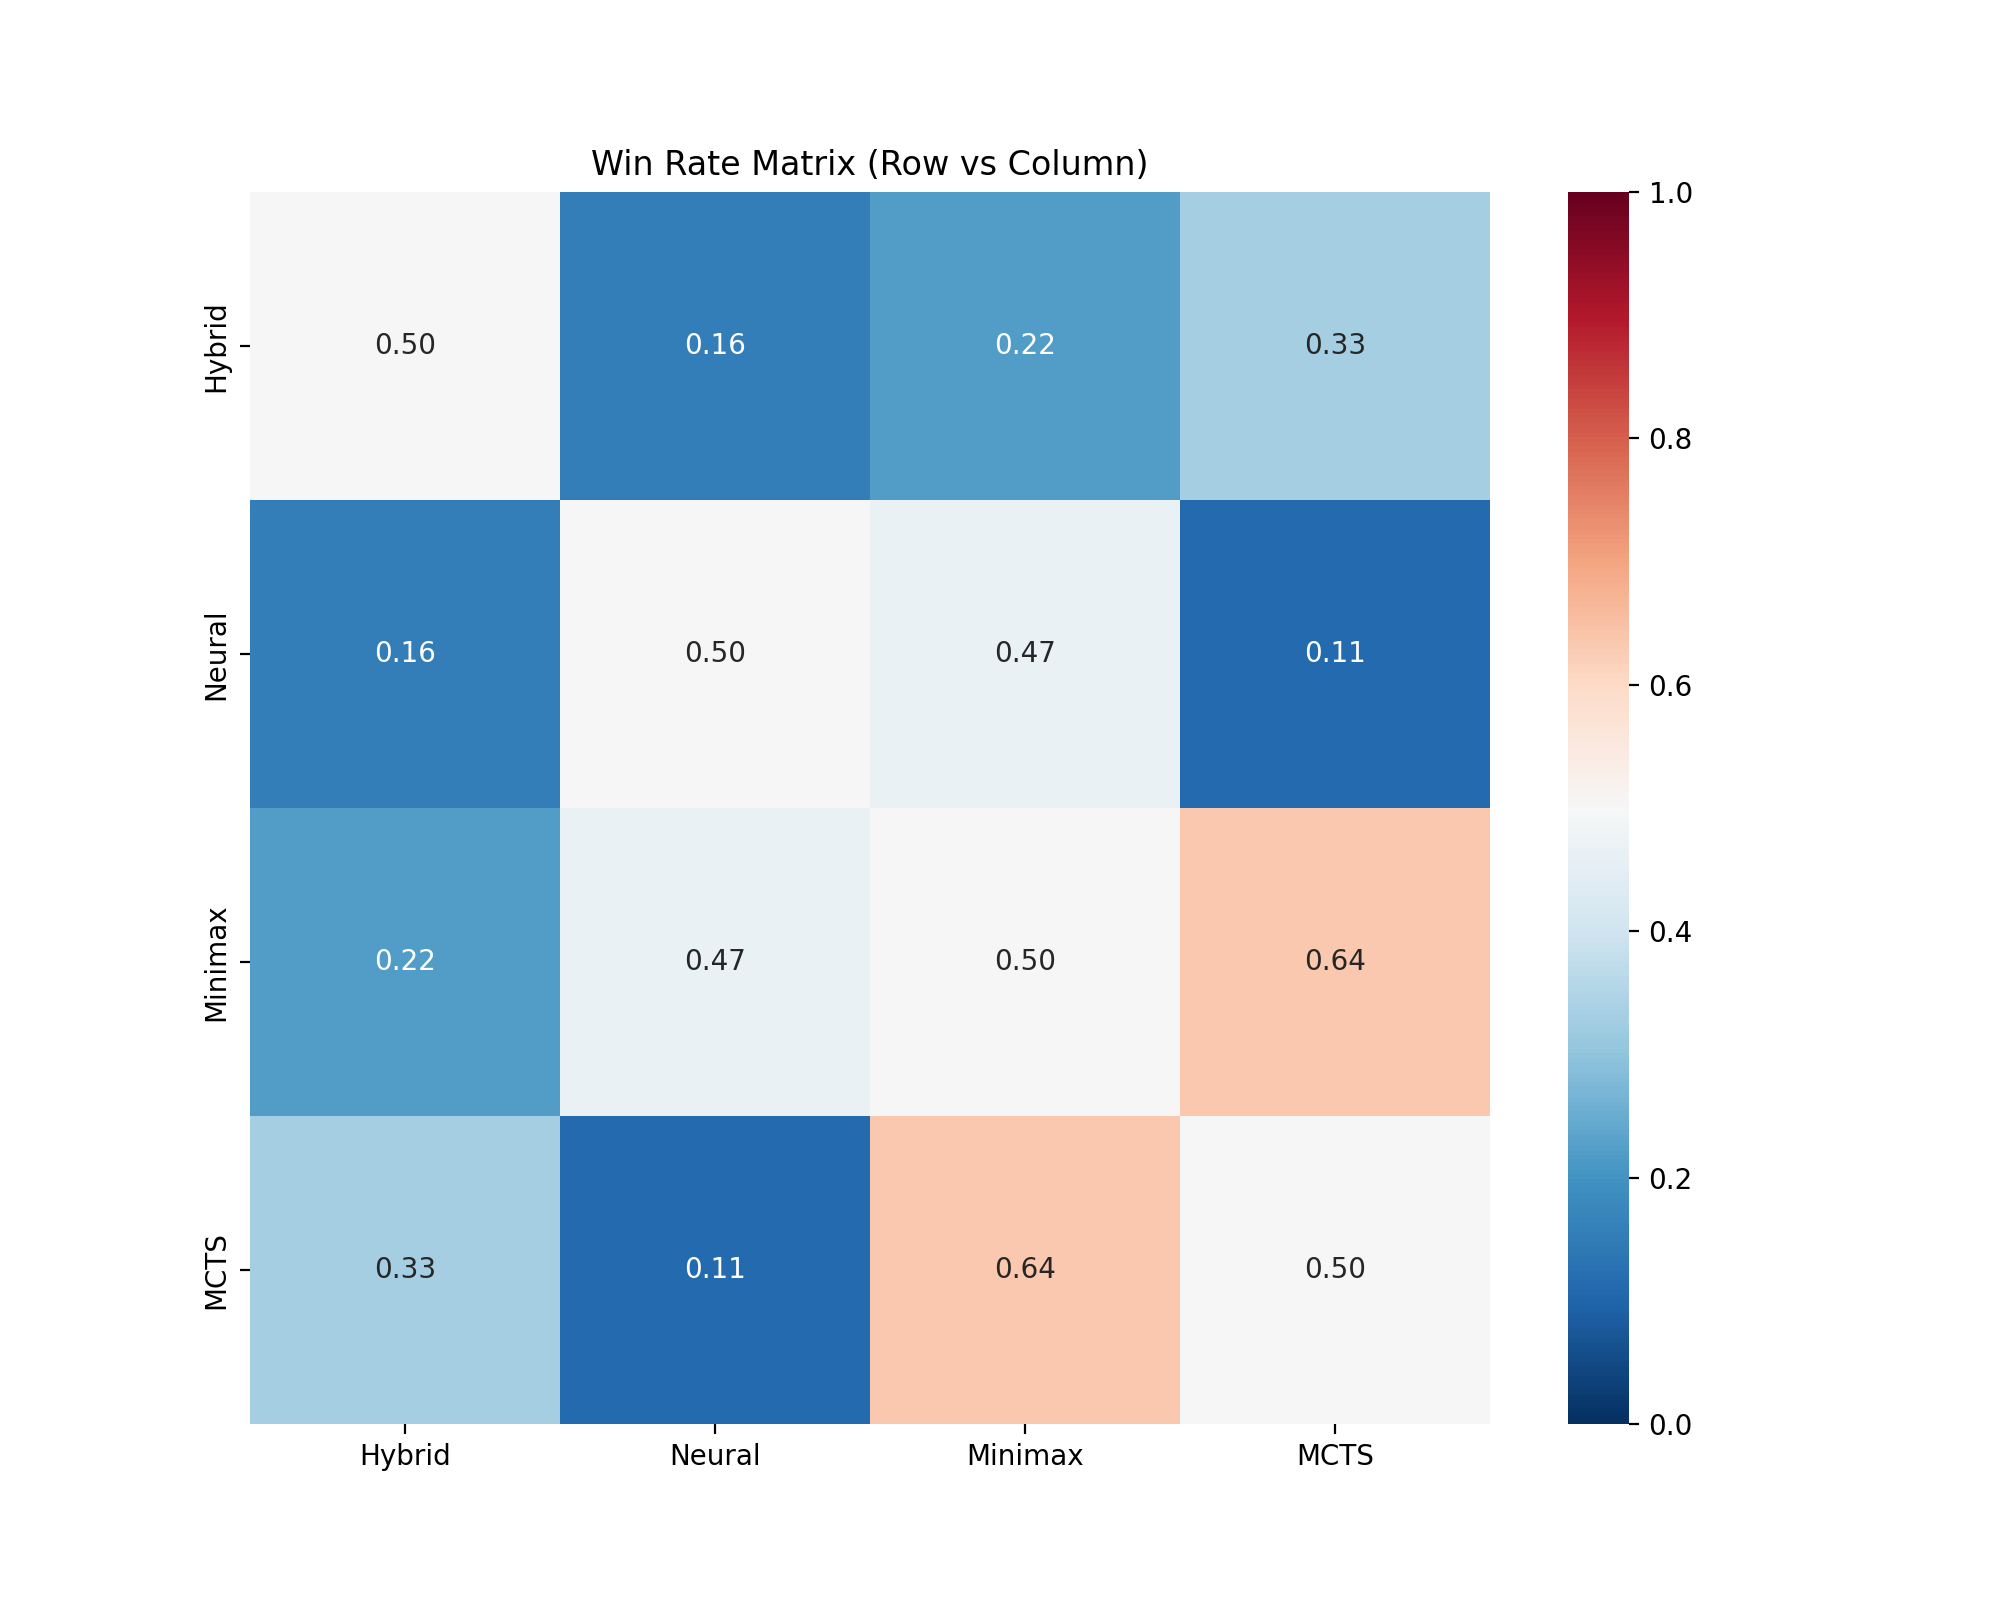 Win Rate Matrix (Row vs Column)
Hybrid
0.50 0.16 0.22 0.33
Neural
0.16 0.50 0.47 0.11
Minimax
0.22 0.47 0.50 0.64
MCTS
0.33 0.11 0.64 0.50
Hybrid Neural Minimax MCTS
1.0
0.8
0.6
0.4
0.2
0.0